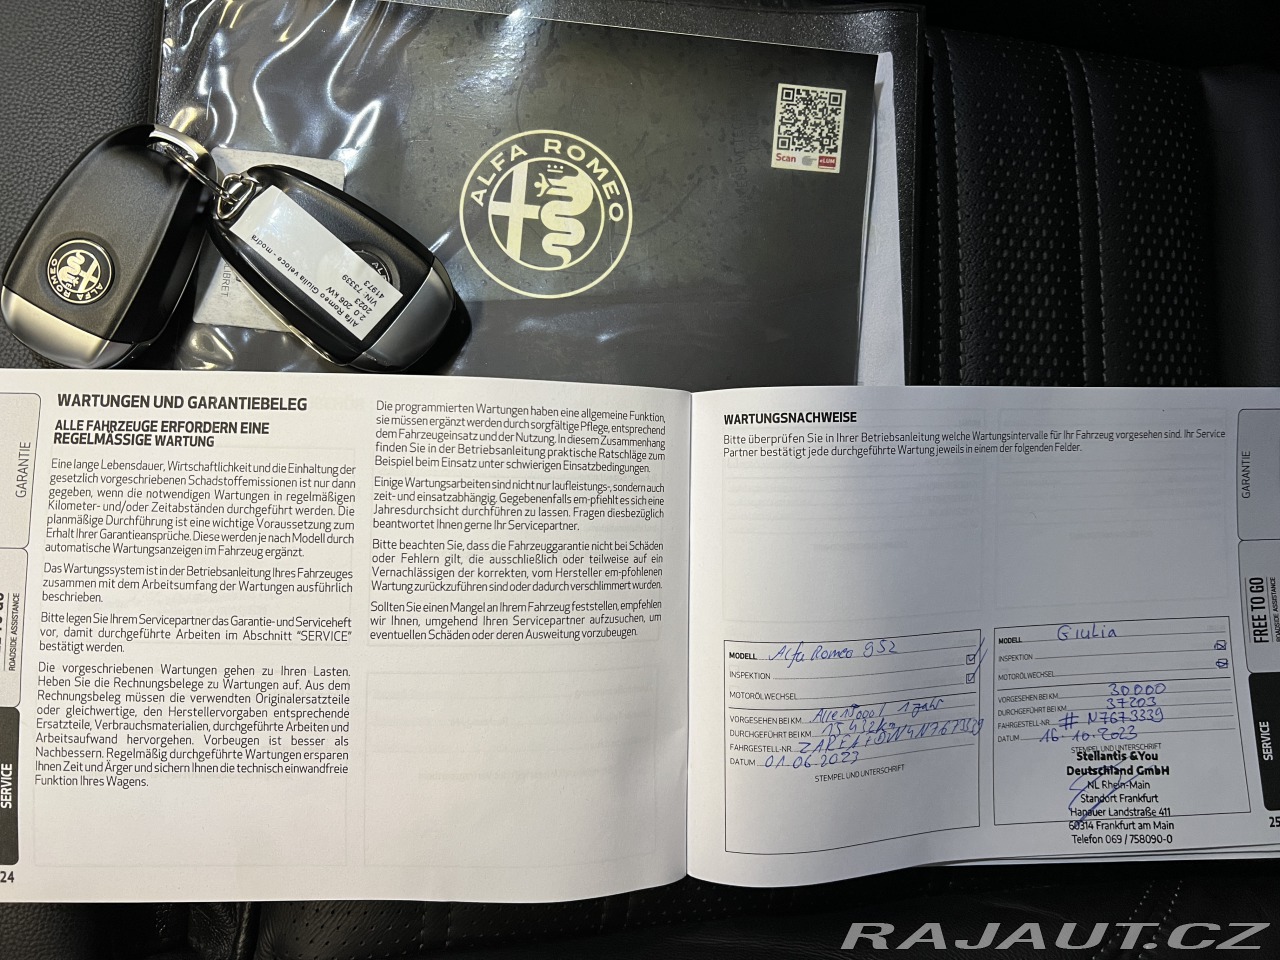 ALFA ROMEO
Scan
eLUM
ALFA ROMEO
Alfa Romeo Giulia veloce - modrá
2.0 206 kW
2023
VIN: 73339
41973
WARTUNGEN UND GARANTIEBELEG
ALLE FAHRZEUGE ERFORDERN EINE
REGELMÄSSIGE WARTUNG
Eine lange Lebensdauer, Wirtschaftlichkeit und die Einhaltung der
gesetzlich vorgeschriebenen Schadstoffemissionen ist nur dann
gegeben, wenn die notwendigen Wartungen in regelmäßigen
Kilometer- und/oder Zeitabständen durchgeführt werden. Die
planmäßige Durchführung ist eine wichtige Voraussetzung zum
Erhalt Ihrer Garantieansprüche. Diese werden je nach Modell durch
automatische Wartungsanzeigen im Fahrzeug ergänzt.
Das Wartungssystem ist in der Betriebsanleitung Ihres Fahrzeuges
zusammen mit dem Arbeitsumfang der Wartungen ausführlich
beschrieben.
Bitte legen Sie Ihrem Servicepartner das Garantie- und Serviceheft
vor, damit durchgeführte Arbeiten im Abschnitt "SERVICE"
bestätigt werden.
Die vorgeschriebenen Wartungen gehen zu Ihren Lasten.
Heben Sie die Rechnungsbelege zu Wartungen auf. Aus dem
Rechnungsbeleg müssen die verwendeten Originalersatzteile
oder gleichwertige, den Herstellervorgaben entsprechende
Ersatzteile, Verbrauchsmaterialien, durchgeführte Arbeiten und
Arbeitsaufwand hervorgehen. Vorbeugen ist besser als
Nachbessern. Regelmäßig durchgeführte Wartungen ersparen
Ihnen Zeit und Ärger und sichern Ihnen die technisch einwandfreie
Funktion Ihres Wagens.
Die programmierten Wartungen haben eine allgemeine Funktion,
sie müssen ergänzt werden durch sorgfältige Pflege, entsprechend
dem Fahrzeugeinsatz und der Nutzung. In diesem Zusammenhang
finden Sie in der Betriebsanleitung praktische Ratschläge zum
Beispiel beim Einsatz unter schwierigen Einsatzbedingungen.
Einige Wartungsarbeiten sind nicht nur laufleistungs-, sondern auch
zeit- und einsatzabhängig. Gegebenenfalls em-pfiehlt es sich eine
Jahresdurchsicht durchführen zu lassen. Fragen diesbezüglich
beantwortet Ihnen gerne Ihr Servicepartner.
Bitte beachten Sie, dass die Fahrzeuggarantie nicht bei Schäden
oder Fehlern gilt, die ausschließlich oder teilweise auf ein
Vernachlässigen der korrekten, vom Hersteller em-pfohlenen
Wartung zurückzuführen sind oder dadurch verschlimmert wurden.
Sollten Sie einen Mangel an Ihrem Fahrzeug feststellen, empfehlen
wir Ihnen, umgehend Ihren Servicepartner aufzusuchen, um
eventuellen Schäden oder deren Ausweitung vorzubeugen.
GARANTIE
ROADSIDE ASSISTANCE
SERVICE
24
WARTUNGSNACHWEISE
Bitte überprüfen Sie in Ihrer Betriebsanleitung welche Wartungsintervalle für Ihr Fahrzeug vorgesehen sind. Ihr Service
Partner bestätigt jede durchgeführte Wartung jeweils in einem der folgenden Felder.
MODELL Alfa Romeo 952
INSPEKTION
MOTORÖLWECHSEL
VORGESEHEN BEI KM Alle 15000 / 1 Jahr
DURCHGEFÜHRT BEI KM 15432km
FAHRGESTELL-NR.
DATUM 01.06.2023
STEMPEL UND UNTERSCHRIFT
MODELL Giulia
INSPEKTION
MOTORÖLWECHSEL
VORGESEHEN BEI KM 30000
DURCHGEFÜHRT BEI KM 37203
FAHRGESTELL-NR. # N7673339
DATUM 16.10.2023
STEMPEL UND UNTERSCHRIFT
Stellantis &You
Deutschland GmbH
NL Rhein-Main
Standort Frankfurt
Hanauer Landstraße 411
60314 Frankfurt am Main
Telefon 069 / 758090-0
GARANTIE
FREE TO GO
ROADSIDE ASSISTANCE
SERVICE
25
RAJAUT.CZ